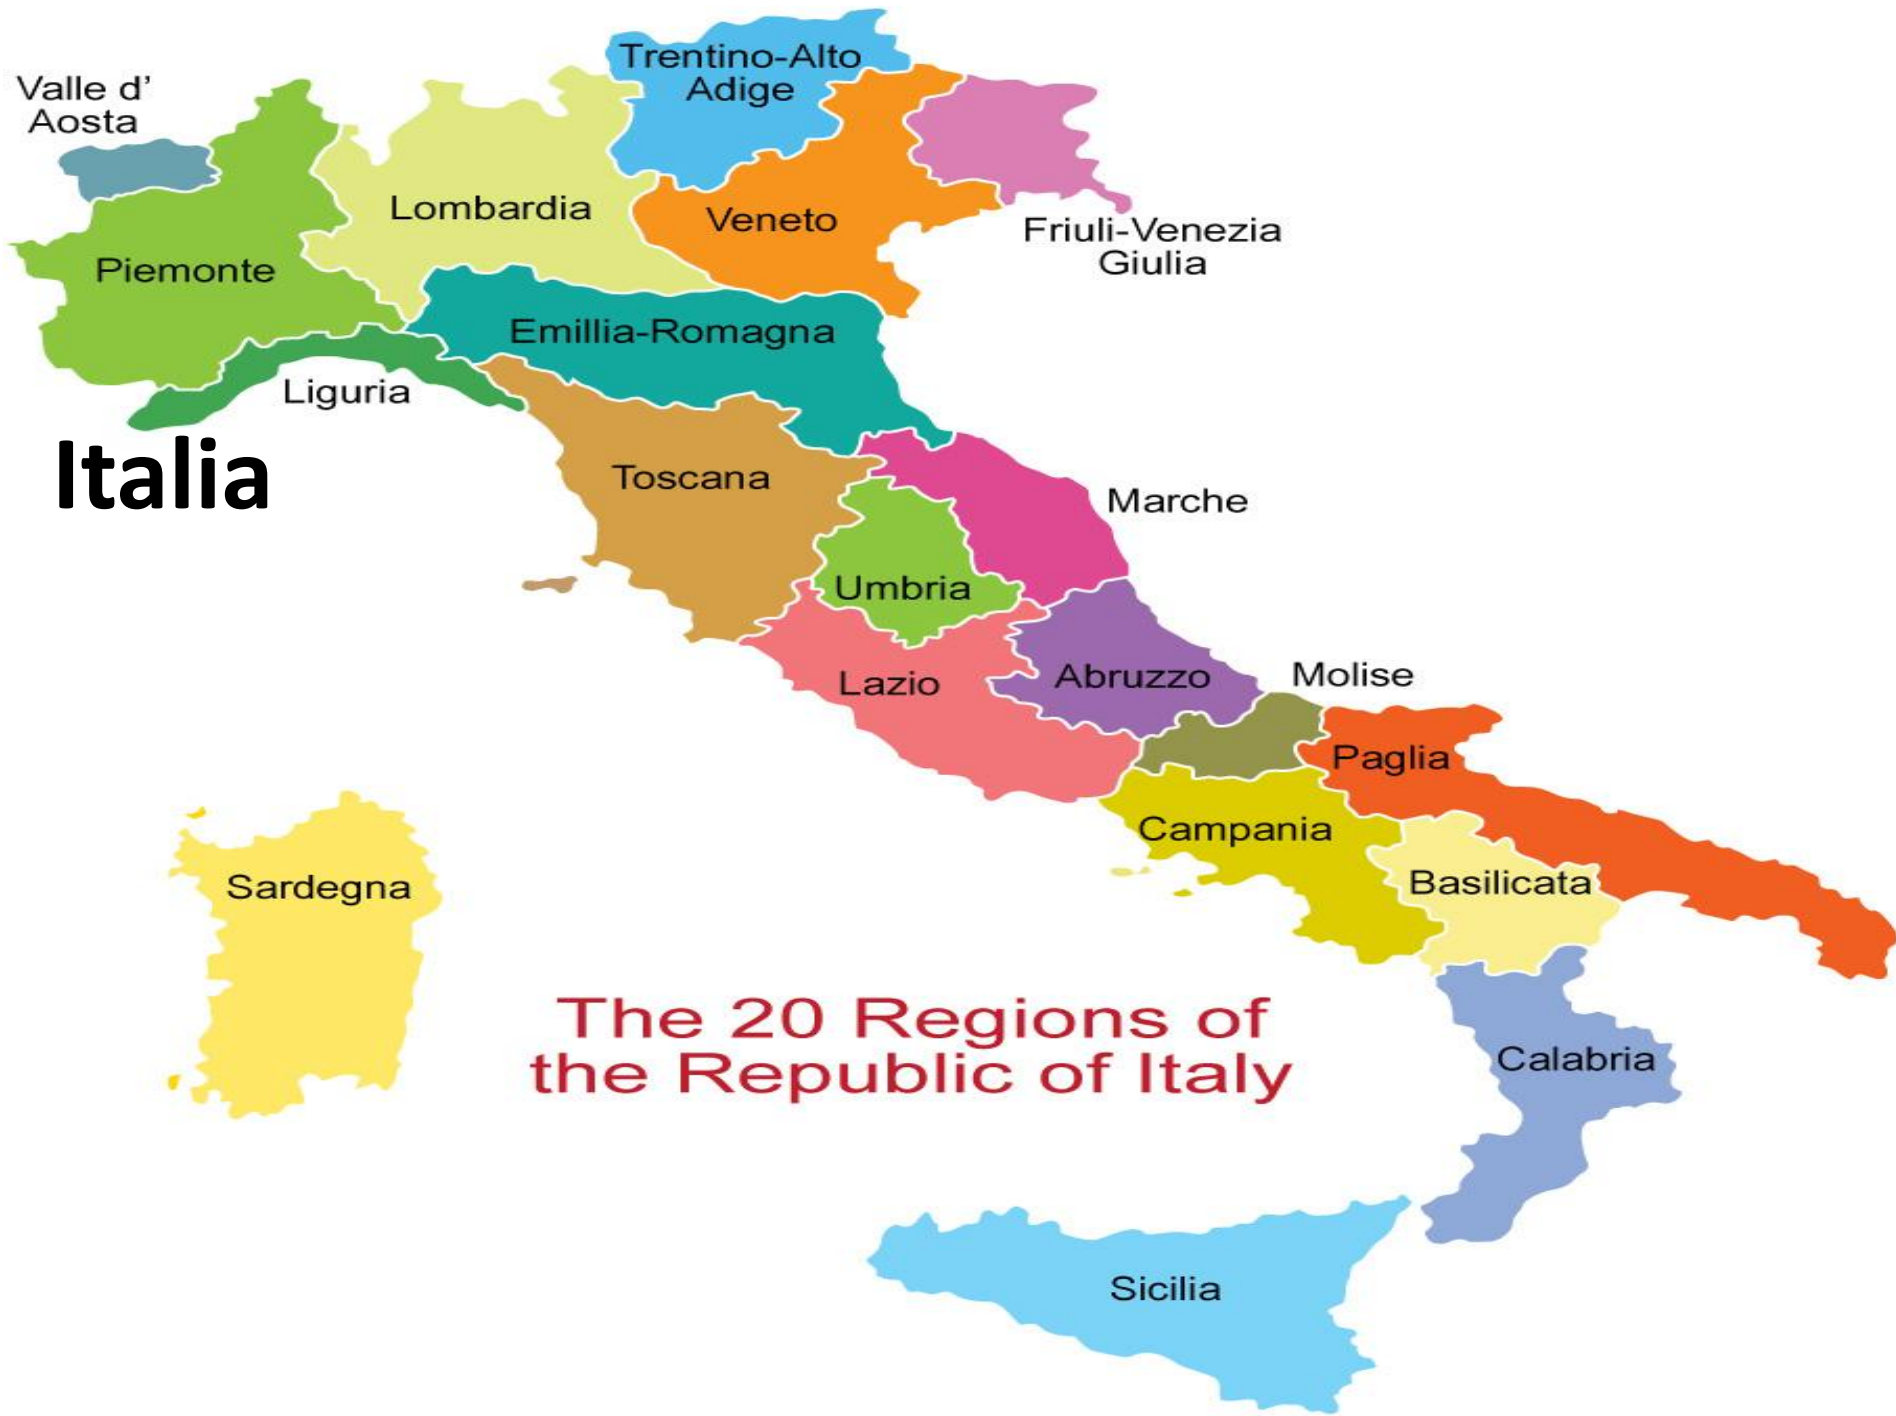 Trentino-Alto
Adige
Valle d’
Aosta
Lombardia
Veneto
Friuli-Venezia
Giulia
Piemonte
Emillia-Romagna
Liguria
Italia
Toscana
Marche
Umbria
Lazio
Abruzzo
Molise
Paglia
Campania
Basilicata
Sardegna
The 20 Regions of
the Republic of Italy
Calabria
Sicilia